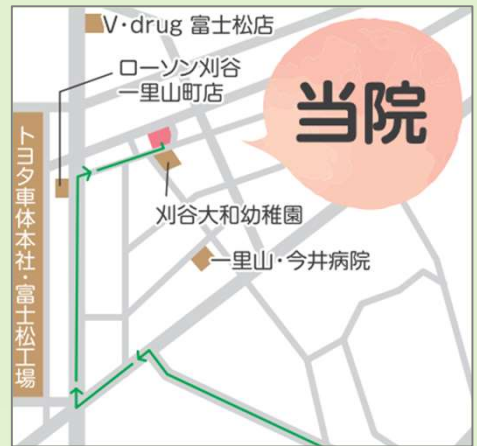 V・drug 富士松店
ローソン刈谷
一里山町店
当院
トヨタ車体本社・富士松工場
刈谷大和幼稚園
一里山・今井病院